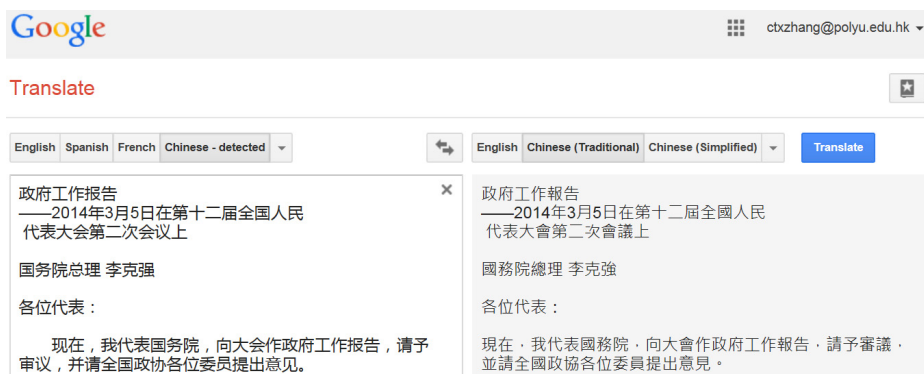 Google
ctxzhang@polyu.edu.hk
Translate
English Spanish French Chinese - detected
English Chinese (Traditional) Chinese (Simplified) Translate
政府工作报告
——2014年3月5日在第十二届全国人民
代表大会第二次会议上
国务院总理 李克强
各位代表：
现在，我代表国务院，向大会作政府工作报告，请予
审议，并请全国政协各位委员提出意见。
政府工作報告
——2014年3月5日在第十二屆全國人民
代表大會第二次會議上
國務院總理 李克強
各位代表：
現在，我代表國務院，向大會作政府工作報告，請予審議，
並請全國政協各位委員提出意見。